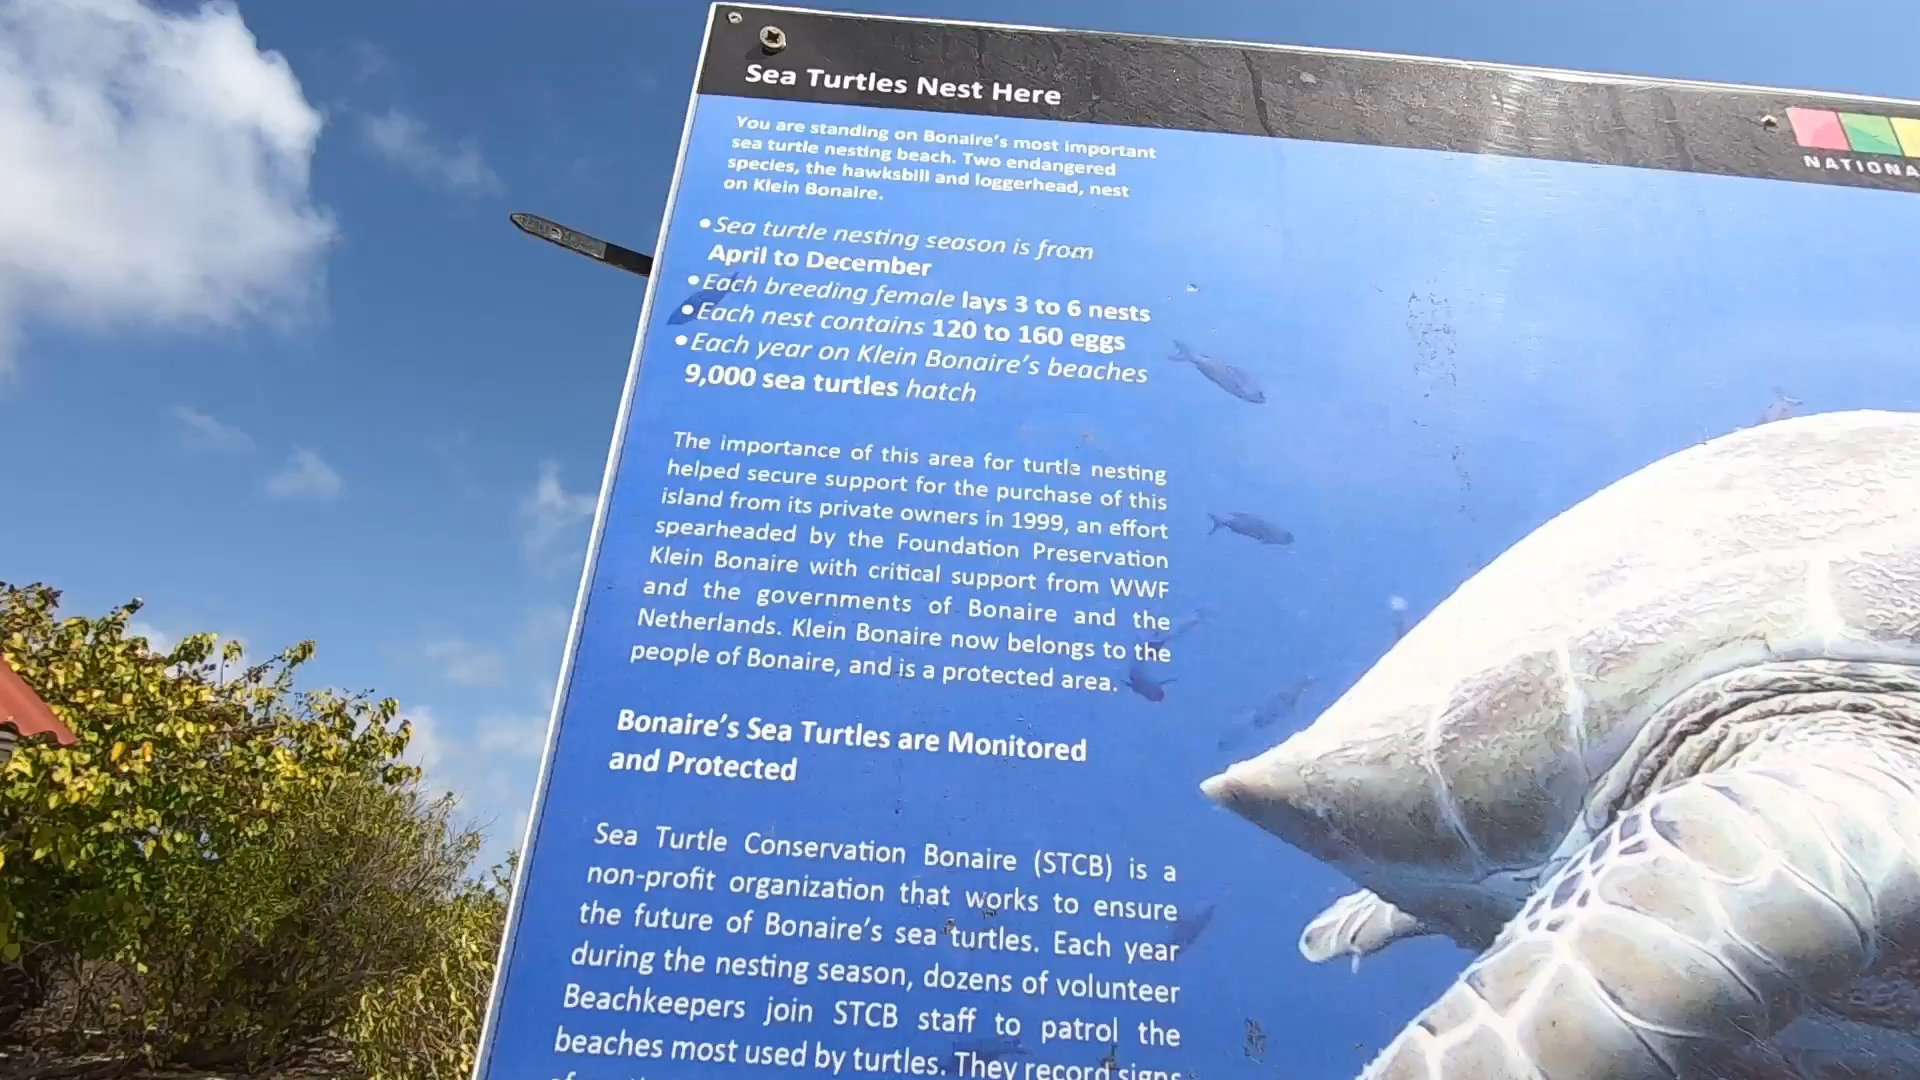 Sea Turtles Nest Here
NATIONA
You are standing on Bonaire's most important
sea turtle nesting beach. Two endangered
species, the hawksbill and loggerhead, nest
on Klein Bonaire.
•Sea turtle nesting season is from
April to December
•Each breeding female lays 3 to 6 nests
•Each nest contains 120 to 160 eggs
•Each year on Klein Bonaire's beaches
9,000 sea turtles hatch
The importance of this area for turtle nesting
helped secure support for the purchase of this
island from its private owners in 1999, an effort
spearheaded by the Foundation Preservation
Klein Bonaire with critical support from WWF
and the governments of Bonaire and the
Netherlands. Klein Bonaire now belongs to the
people of Bonaire, and is a protected area.
Bonaire's Sea Turtles are Monitored
and Protected
Sea Turtle Conservation Bonaire (STCB) is a
non-profit organization that works to ensure
the future of Bonaire's sea turtles. Each year
during the nesting season, dozens of volunteer
Beachkeepers join STCB staff to patrol the
beaches most used by turtles. They record signs